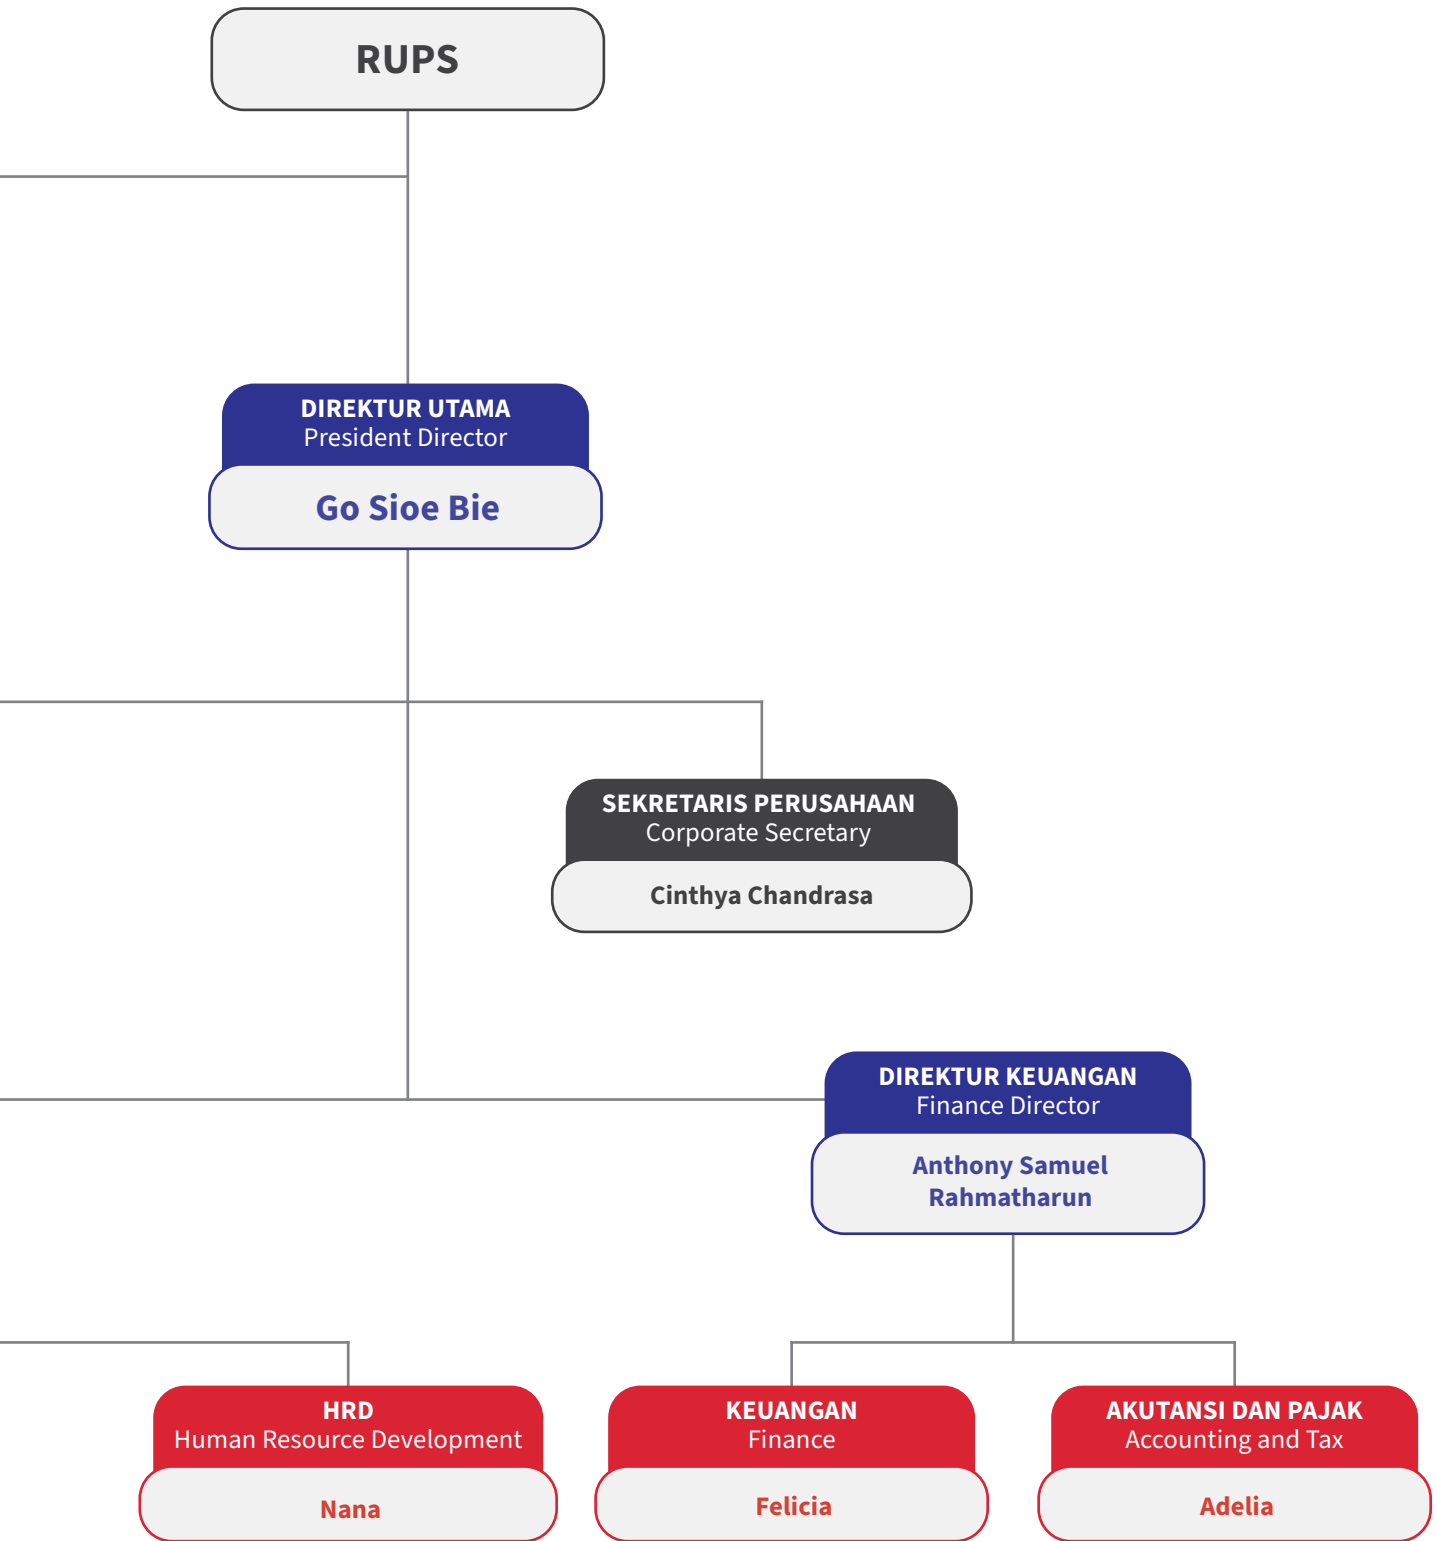 RUPS
DIREKTUR UTAMA
President Director
Go Sioe Bie
SEKRETARIS PERUSAHAAN
Corporate Secretary
Cinthya Chandrasa
DIREKTUR KEUANGAN
Finance Director
Anthony Samuel
Rahmatharun
HRD
Human Resource Development
Nana
KEUANGAN
Finance
Felicia
AKUTANSI DAN PAJAK
Accounting and Tax
Adelia